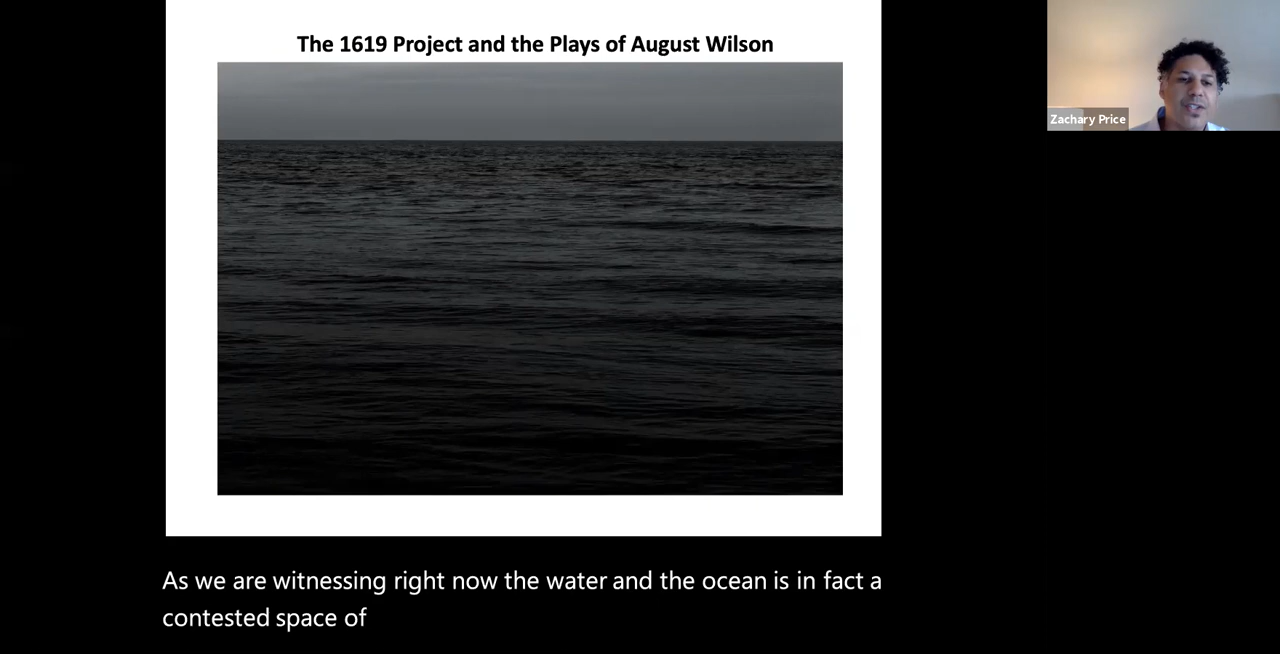 The 1619 Project and the Plays of August Wilson
Zachary Price
As we are witnessing right now the water and the ocean is in fact a
contested space of